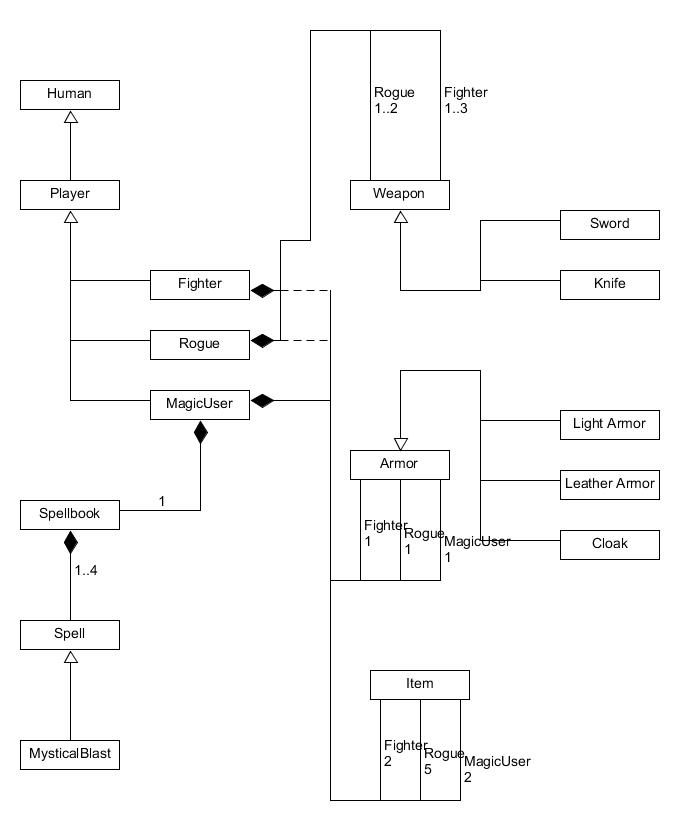 Human
Player
Fighter
Rogue
MagicUser
Spellbook
1
1..4
Spell
MysticalBlast
Rogue
1..2
Fighter
1..3
Weapon
Sword
Knife
Armor
Fighter
1
Rogue
1
MagicUser
1
Light Armor
Leather Armor
Cloak
Item
Fighter
2
Rogue
5
MagicUser
2